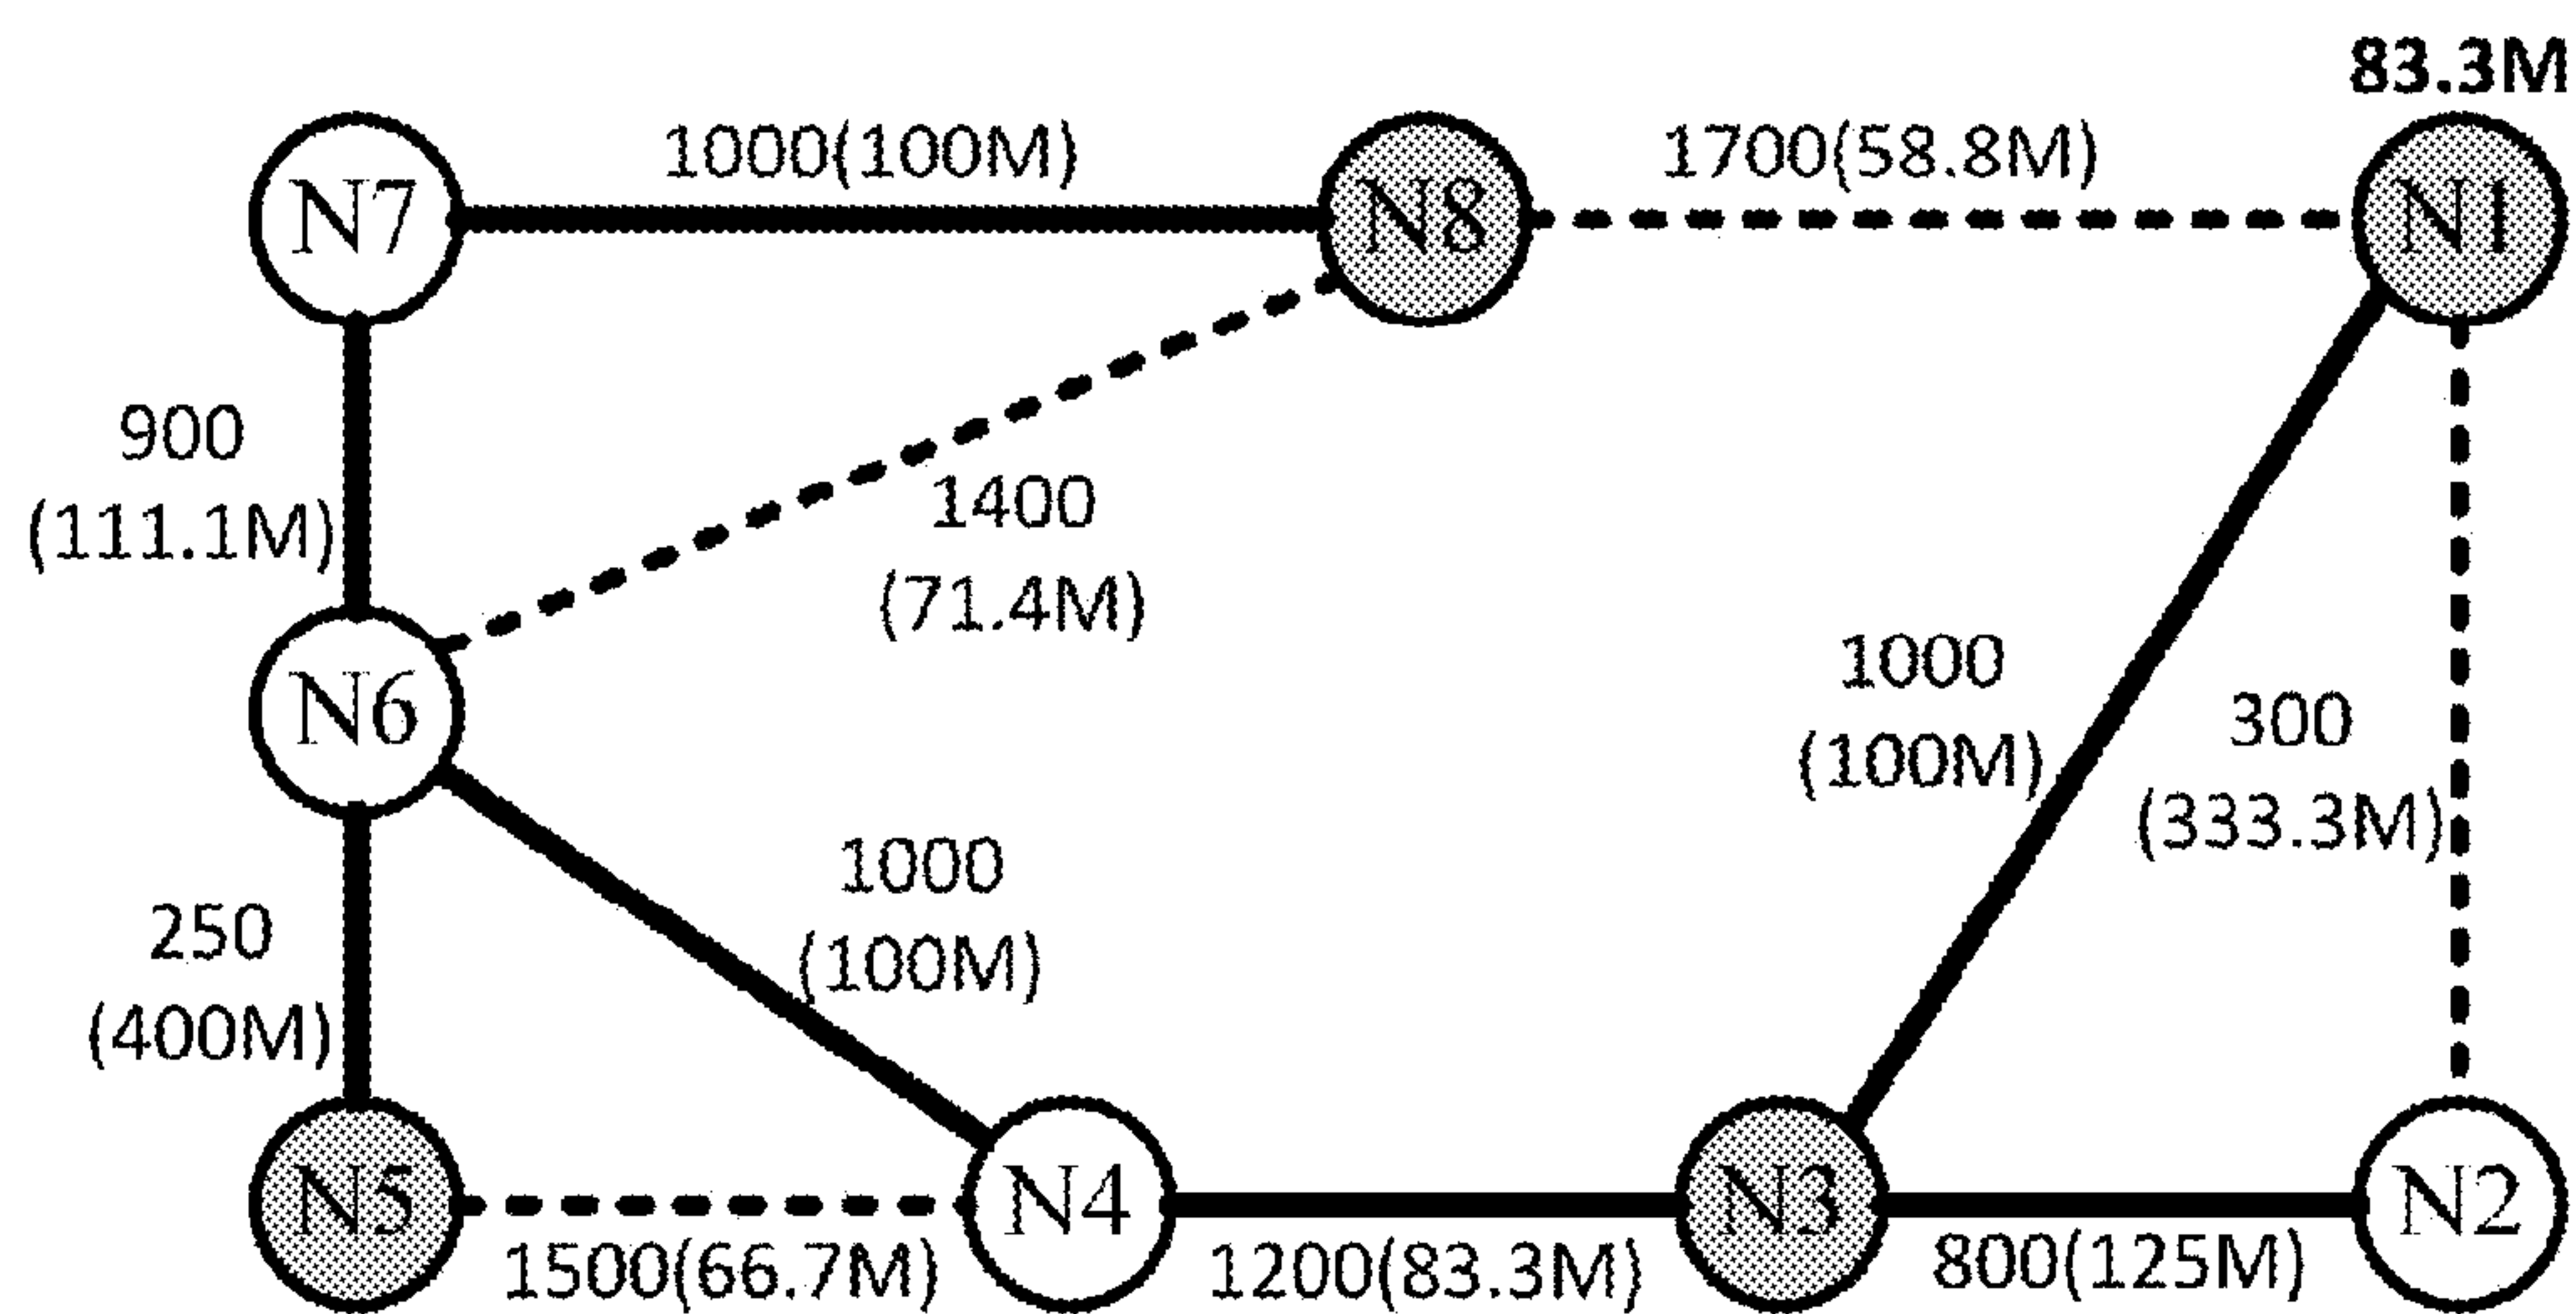 83.3M
N7
1000(100M)
N8
1700(58.8M)
N1
900
(111.1M)
1400
(71.4M)
N6
1000
(100M)
300
(333.3M)
250
(400M)
1000
(100M)
N5
1500(66.7M)
N4
1200(83.3M)
N3
800(125M)
N2